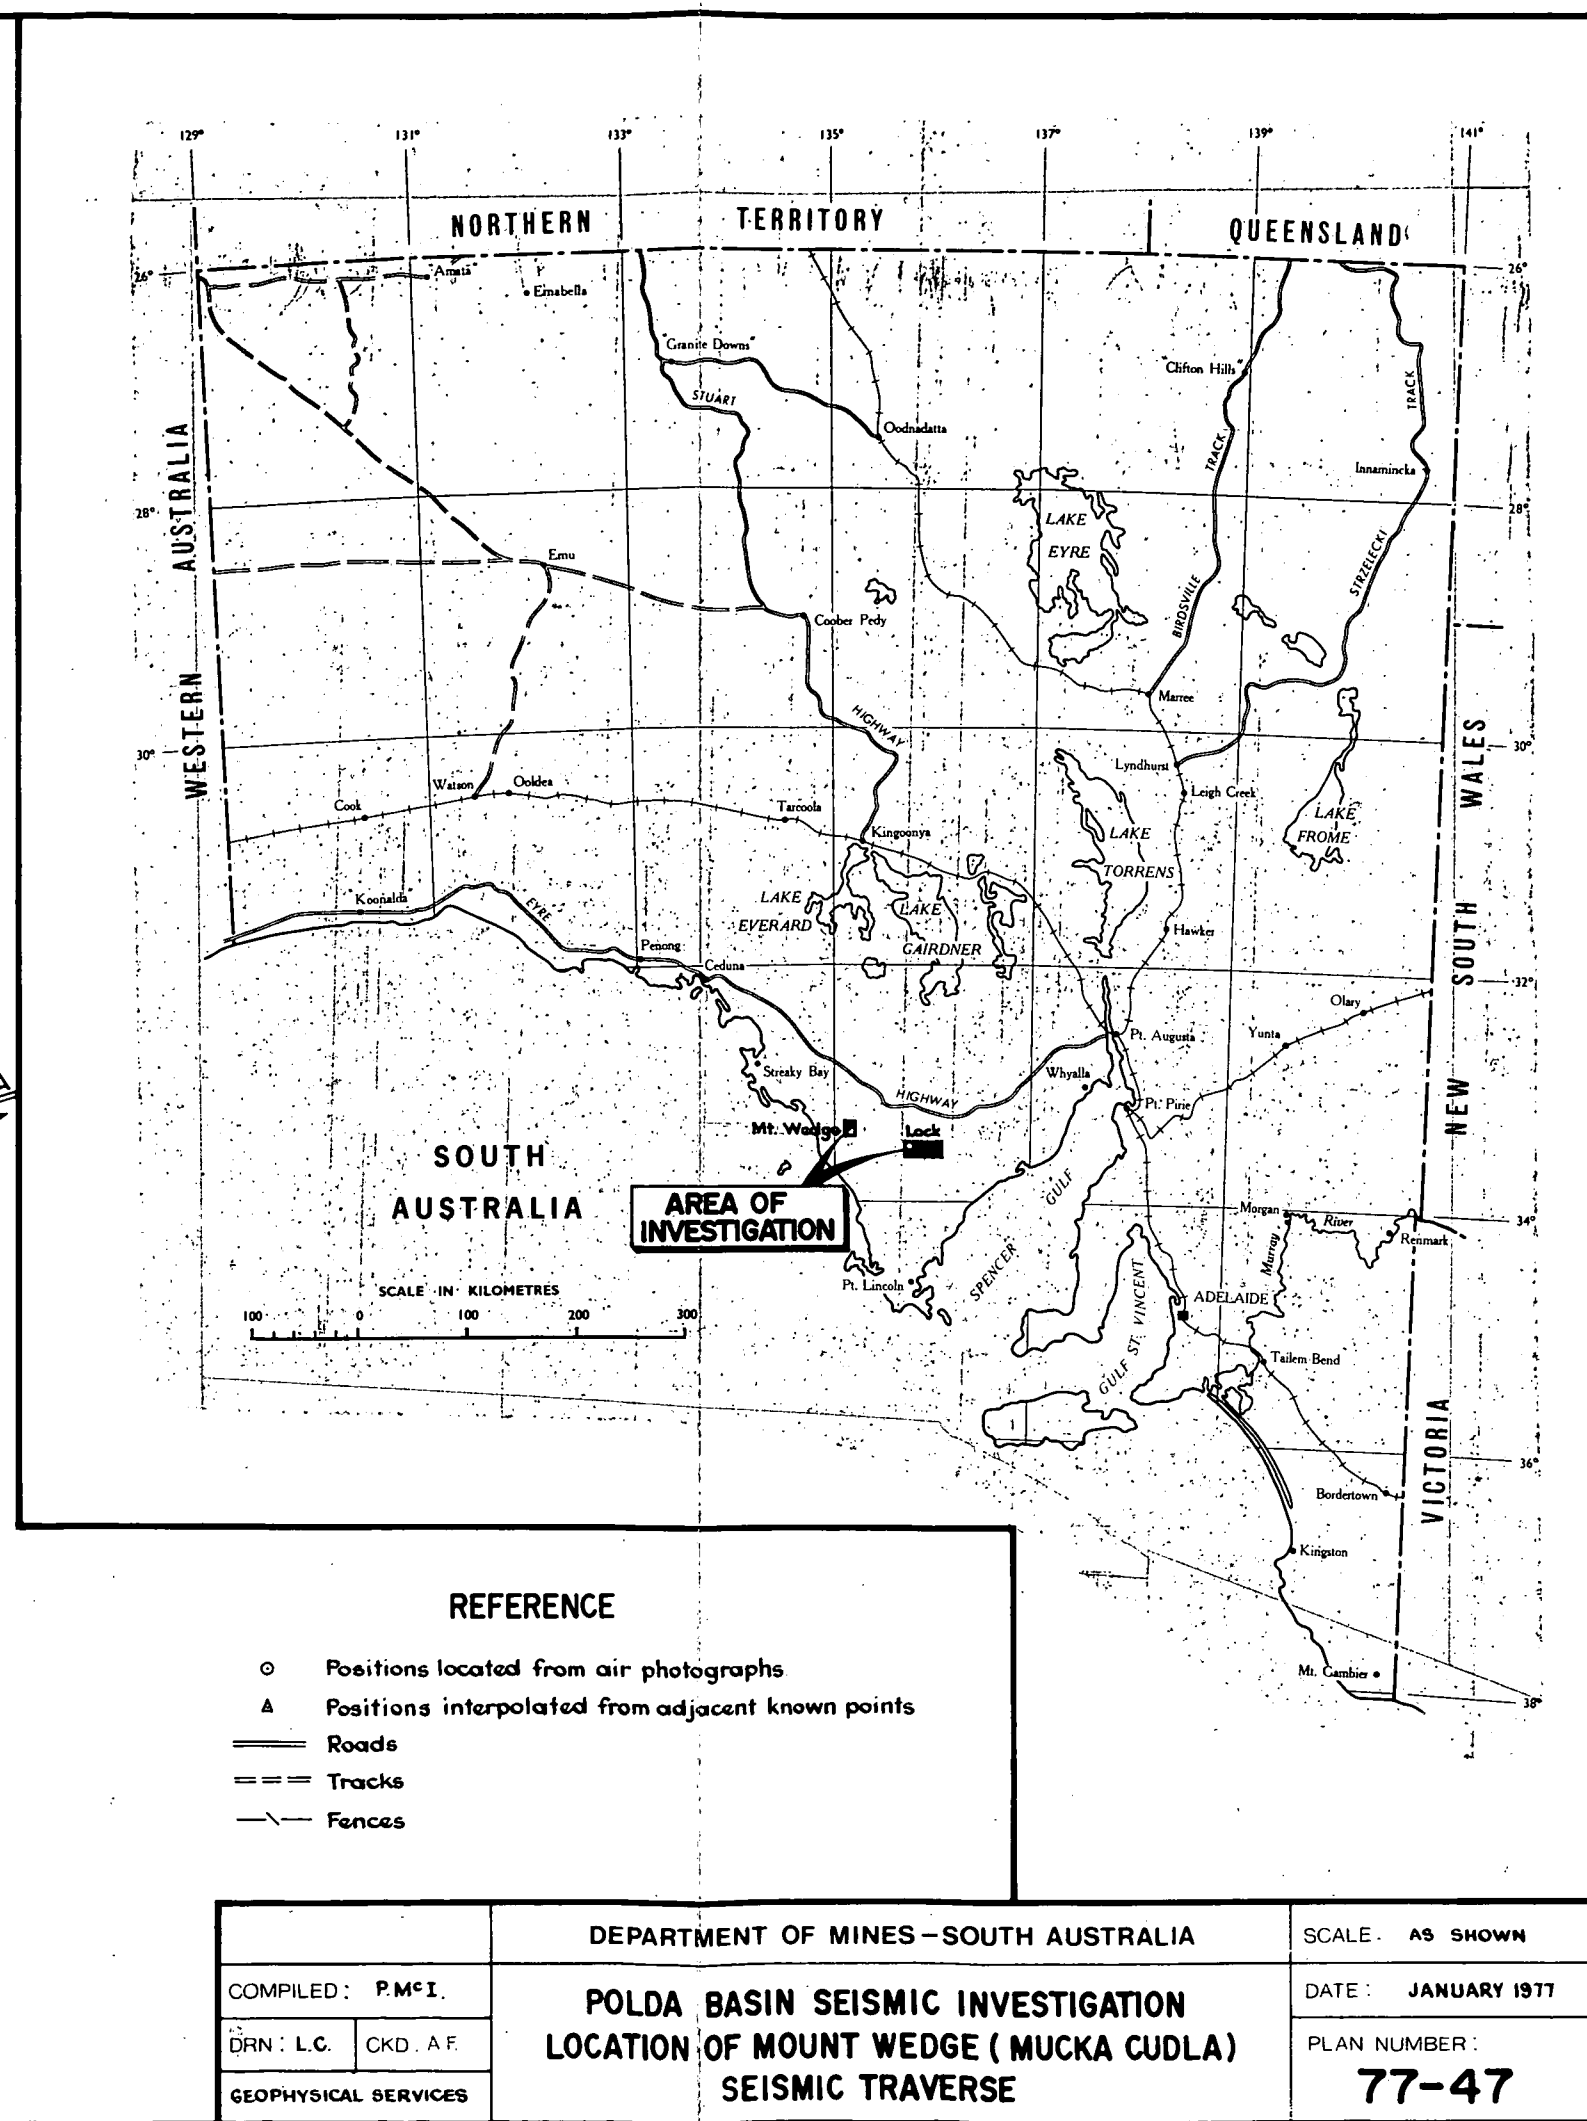 129° 131° 133° 135° 137° 139° 141°
NORTHERN TERRITORY QUEENSLAND
26° 26°
"Amata"
Ernabella
"Granite Downs"
"Clifton Hills"
STUART
TRACK
Oodnadatta
TRACK
Innamincka
28° 28°
LAKE
EYRE
WESTERN AUSTRALIA
Emu
STRZELECKI
BIRDSVILLE
Coober Pedy
Marree
HIGHWAY
30° 30°
Lyndhurst
Watson Ooldea
Leigh Creek
Cook
Tarcoola
LAKE
FROME
LAKE
TORRENS
Kingoonya
NEW SOUTH WALES
Koonalda
EYRE
LAKE
EVERARD
LAKE
GAIRDNER
Hawker
Penong
Ceduna
32°
Olary
Pt. Augusta
Yunta
Streaky Bay
Whyalla
HIGHWAY
Pt. Pirie
Mt. Wedge
Lock
SOUTH
AUSTRALIA
AREA OF
INVESTIGATION
SPENCER GULF
Morgan
River
Murray
34°
Renmark
Pt. Lincoln
GULF ST. VINCENT
ADELAIDE
SCALE IN KILOMETRES
100 0 100 200 300
Tailem Bend
VICTORIA
36°
Bordertown
Kingston
Mt. Gambier
38°
REFERENCE
Positions located from air photographs
Positions interpolated from adjacent known points
Roads
Tracks
Fences
DEPARTMENT OF MINES–SOUTH AUSTRALIA
SCALE. AS SHOWN
COMPILED: P.McI.
POLDA BASIN SEISMIC INVESTIGATION
LOCATION OF MOUNT WEDGE (MUCKA CUDLA)
SEISMIC TRAVERSE
DATE: JANUARY 1977
DRN: L.C. CKD. A F.
PLAN NUMBER:
77-47
GEOPHYSICAL SERVICES